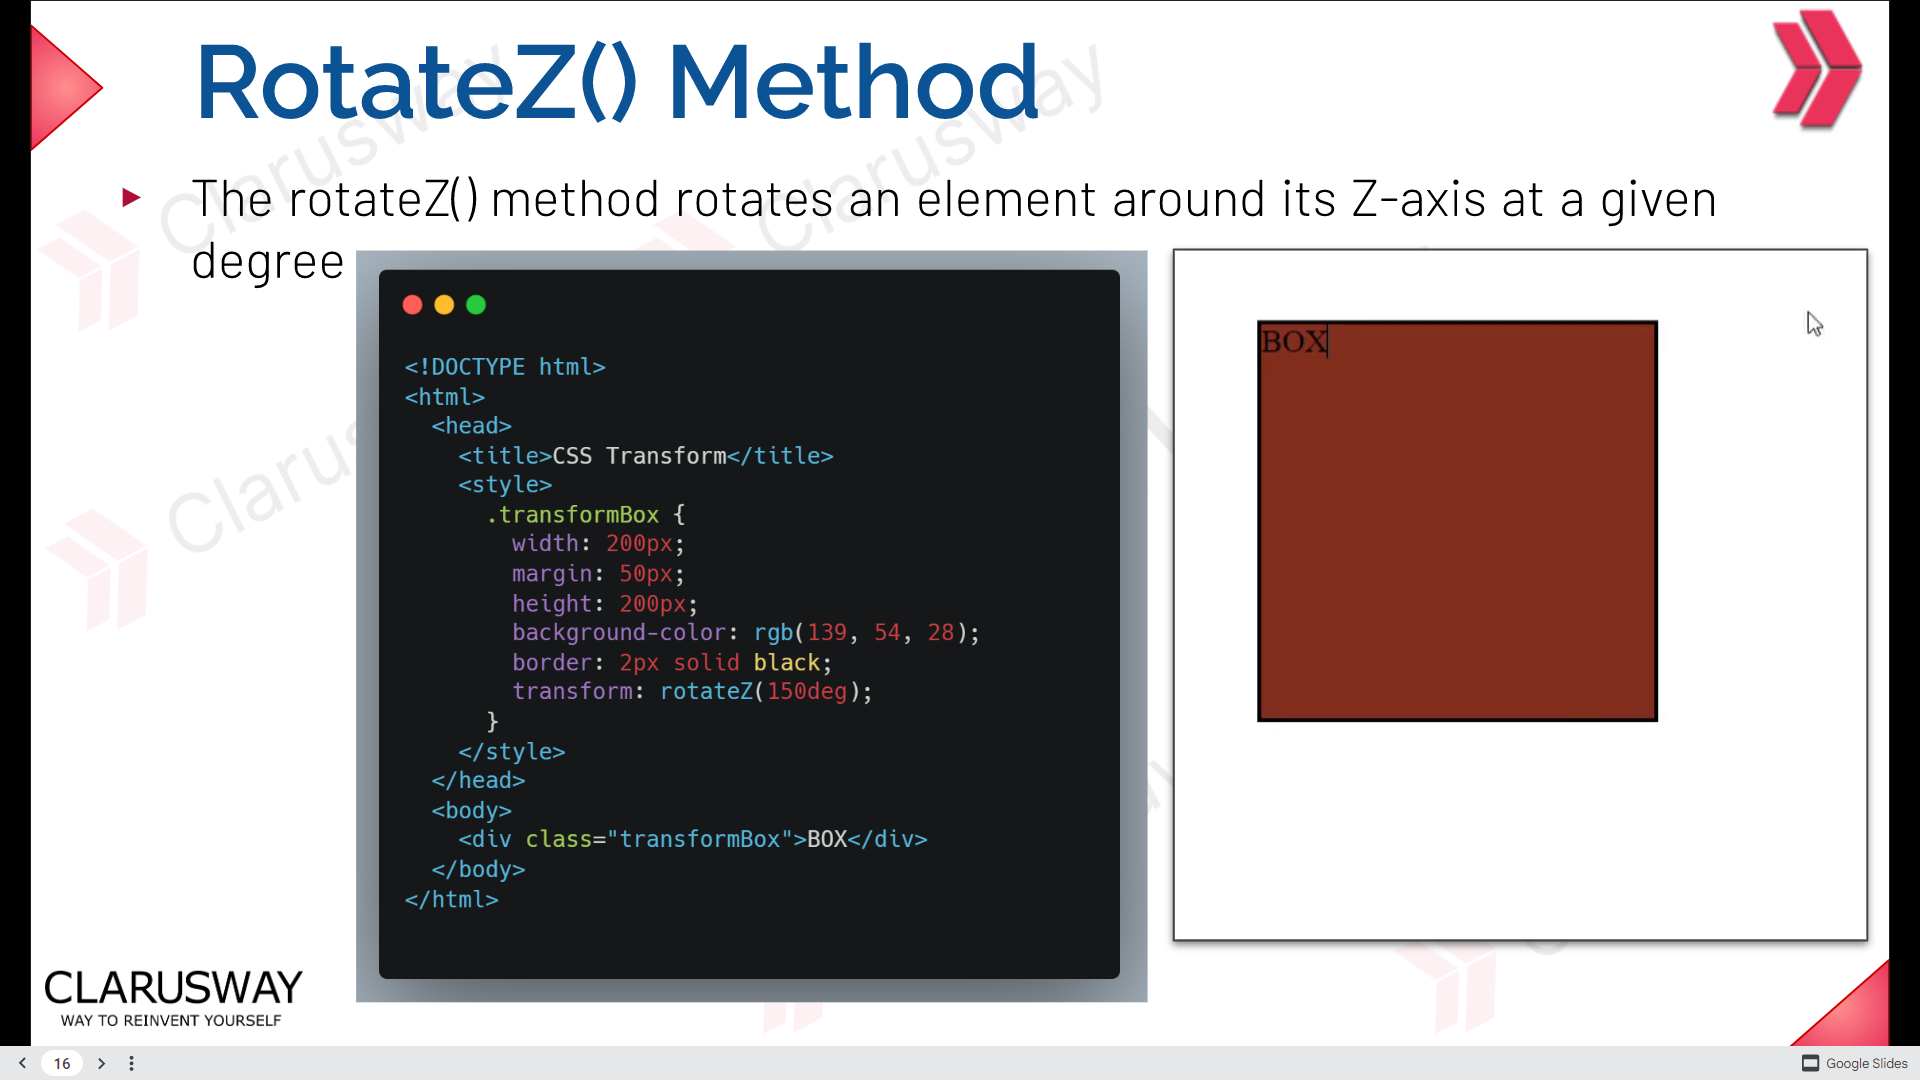 RotateZ() Method
The rotateZ() method rotates an element around its Z-axis at a given
degree
<!DOCTYPE html>
<html>
  <head>
    <title>CSS Transform</title>
    <style>
      .transformBox {
        width: 200px;
        margin: 50px;
        height: 200px;
        background-color: rgb(139, 54, 28);
        border: 2px solid black;
        transform: rotateZ(150deg);
      }
    </style>
  </head>
  <body>
    <div class="transformBox">BOX</div>
  </body>
</html>
BOX
Clarusway
Clarusway
Clarus
CLARUSWAY
WAY TO REINVENT YOURSELF
16
Google Slides